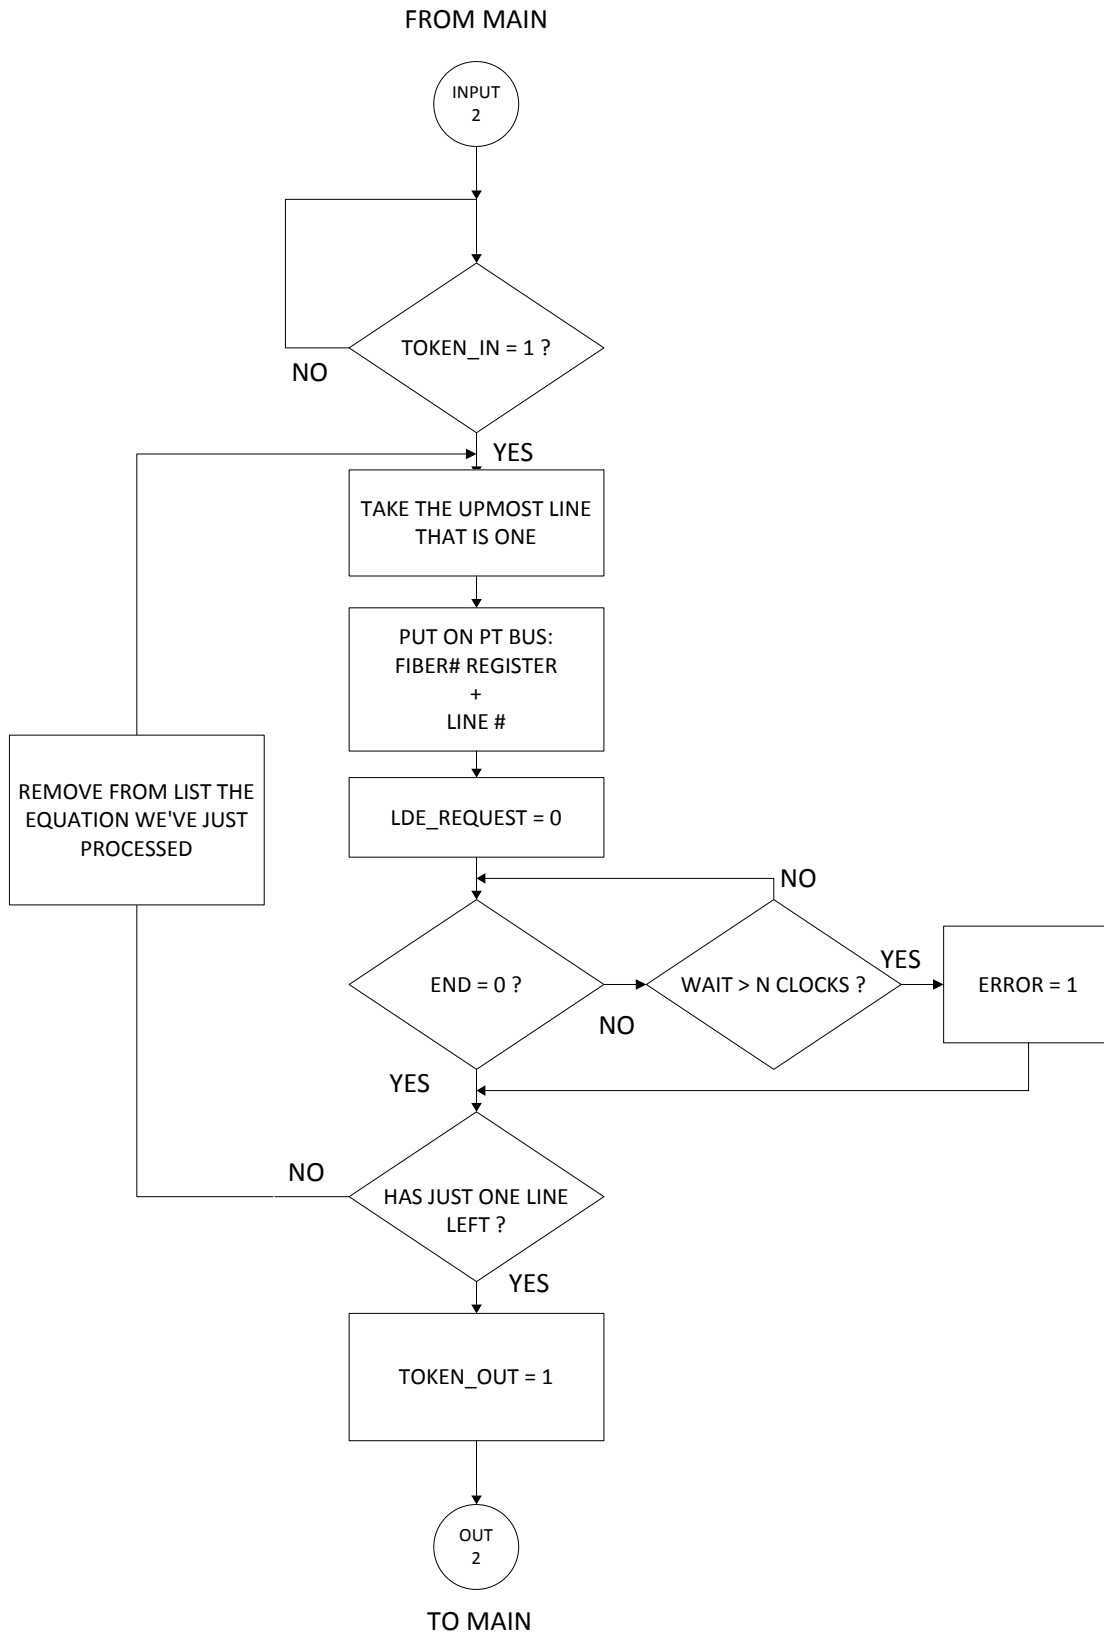 FROM MAIN
INPUT
2
TOKEN_IN = 1 ?
NO
YES
TAKE THE UPMOST LINE
THAT IS ONE
PUT ON PT BUS:
FIBER# REGISTER
+
LINE #
REMOVE FROM LIST THE
EQUATION WE'VE JUST
PROCESSED
LDE_REQUEST = 0
NO
END = 0 ?
WAIT > N CLOCKS ?
YES
ERROR = 1
NO
YES
NO
HAS JUST ONE LINE
LEFT ?
YES
TOKEN_OUT = 1
OUT
2
TO MAIN